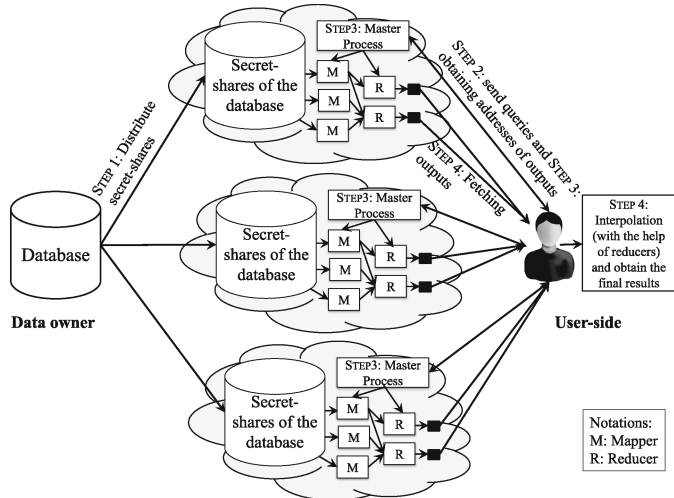 STEP 1: Distribute
secret-shares
Database
Data owner
Secret-
shares of the
database
STEP3: Master
Process
M
M
M
R
R
STEP 2: send queries and STEP 3:
obtaining addresses of outputs
STEP 4: Fetching
outputs
Secret-
shares of the
database
STEP3: Master
Process
M
M
M
R
R
Secret-
shares of the
database
STEP3: Master
Process
M
M
M
R
R
User-side
STEP 4:
Interpolation
(with the help
of reducers)
and obtain the
final results
Notations:
M: Mapper
R: Reducer